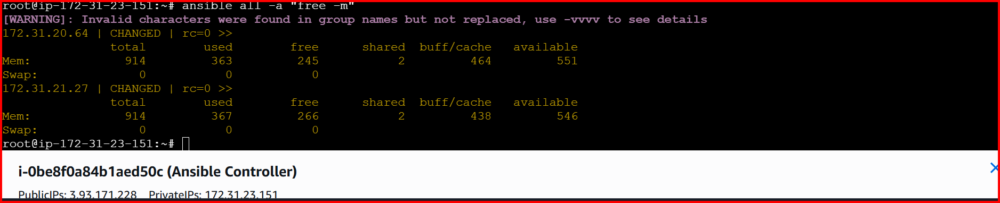 root@ip-172-31-23-151:~# ansible all -a "free -m"
[WARNING]: Invalid characters were found in group names but not replaced, use -vvvv to see details
172.31.20.64 | CHANGED | rc=0 >>
               total        used        free      shared  buff/cache   available
Mem:             914         363         245           2         464         551
Swap:              0           0           0
172.31.21.27 | CHANGED | rc=0 >>
               total        used        free      shared  buff/cache   available
Mem:             914         367         266           2         438         546
Swap:              0           0           0
root@ip-172-31-23-151:~#
i-0be8f0a84b1aed50c (Ansible Controller)
PublicIPs: 3.93.171.228 PrivateIPs: 172.31.23.151